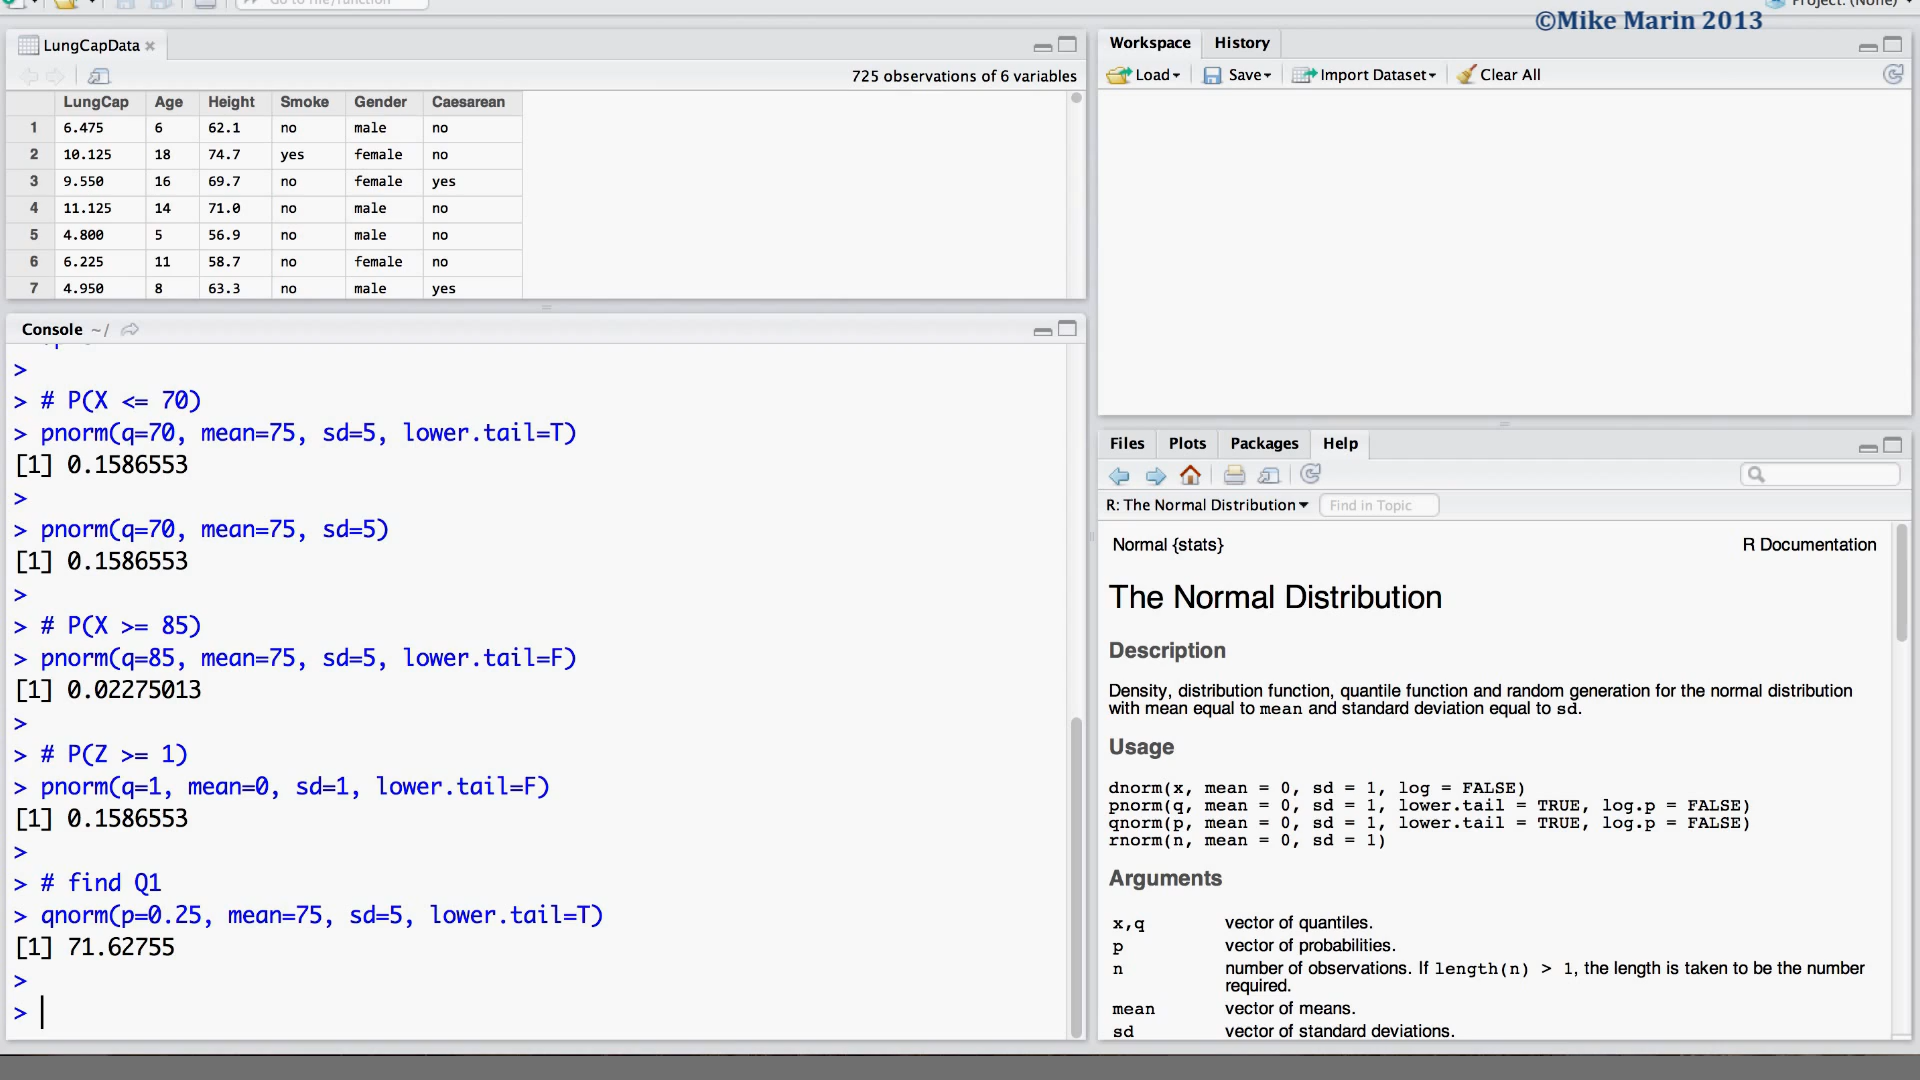 Go to file/function
Project: (None)
©Mike Marin 2013
LungCapData
725 observations of 6 variables
LungCap Age Height Smoke Gender Caesarean
1 6.475 6 62.1 no male no
2 10.125 18 74.7 yes female no
3 9.550 16 69.7 no female yes
4 11.125 14 71.0 no male no
5 4.800 5 56.9 no male no
6 6.225 11 58.7 no female no
7 4.950 8 63.3 no male yes
Console ~/
>
> # P(X <= 70)
> pnorm(q=70, mean=75, sd=5, lower.tail=T)
[1] 0.1586553
>
> pnorm(q=70, mean=75, sd=5)
[1] 0.1586553
>
> # P(X >= 85)
> pnorm(q=85, mean=75, sd=5, lower.tail=F)
[1] 0.02275013
>
> # P(Z >= 1)
> pnorm(q=1, mean=0, sd=1, lower.tail=F)
[1] 0.1586553
>
> # find Q1
> qnorm(p=0.25, mean=75, sd=5, lower.tail=T)
[1] 71.62755
>
>
Workspace History
Load Save Import Dataset Clear All
Files Plots Packages Help
R: The Normal Distribution Find in Topic
Normal {stats} R Documentation
The Normal Distribution
Description
Density, distribution function, quantile function and random generation for the normal distribution
with mean equal to mean and standard deviation equal to sd.
Usage
dnorm(x, mean = 0, sd = 1, log = FALSE)
pnorm(q, mean = 0, sd = 1, lower.tail = TRUE, log.p = FALSE)
qnorm(p, mean = 0, sd = 1, lower.tail = TRUE, log.p = FALSE)
rnorm(n, mean = 0, sd = 1)
Arguments
x,q vector of quantiles.
p vector of probabilities.
n number of observations. If length(n) > 1, the length is taken to be the number
required.
mean vector of means.
sd vector of standard deviations.